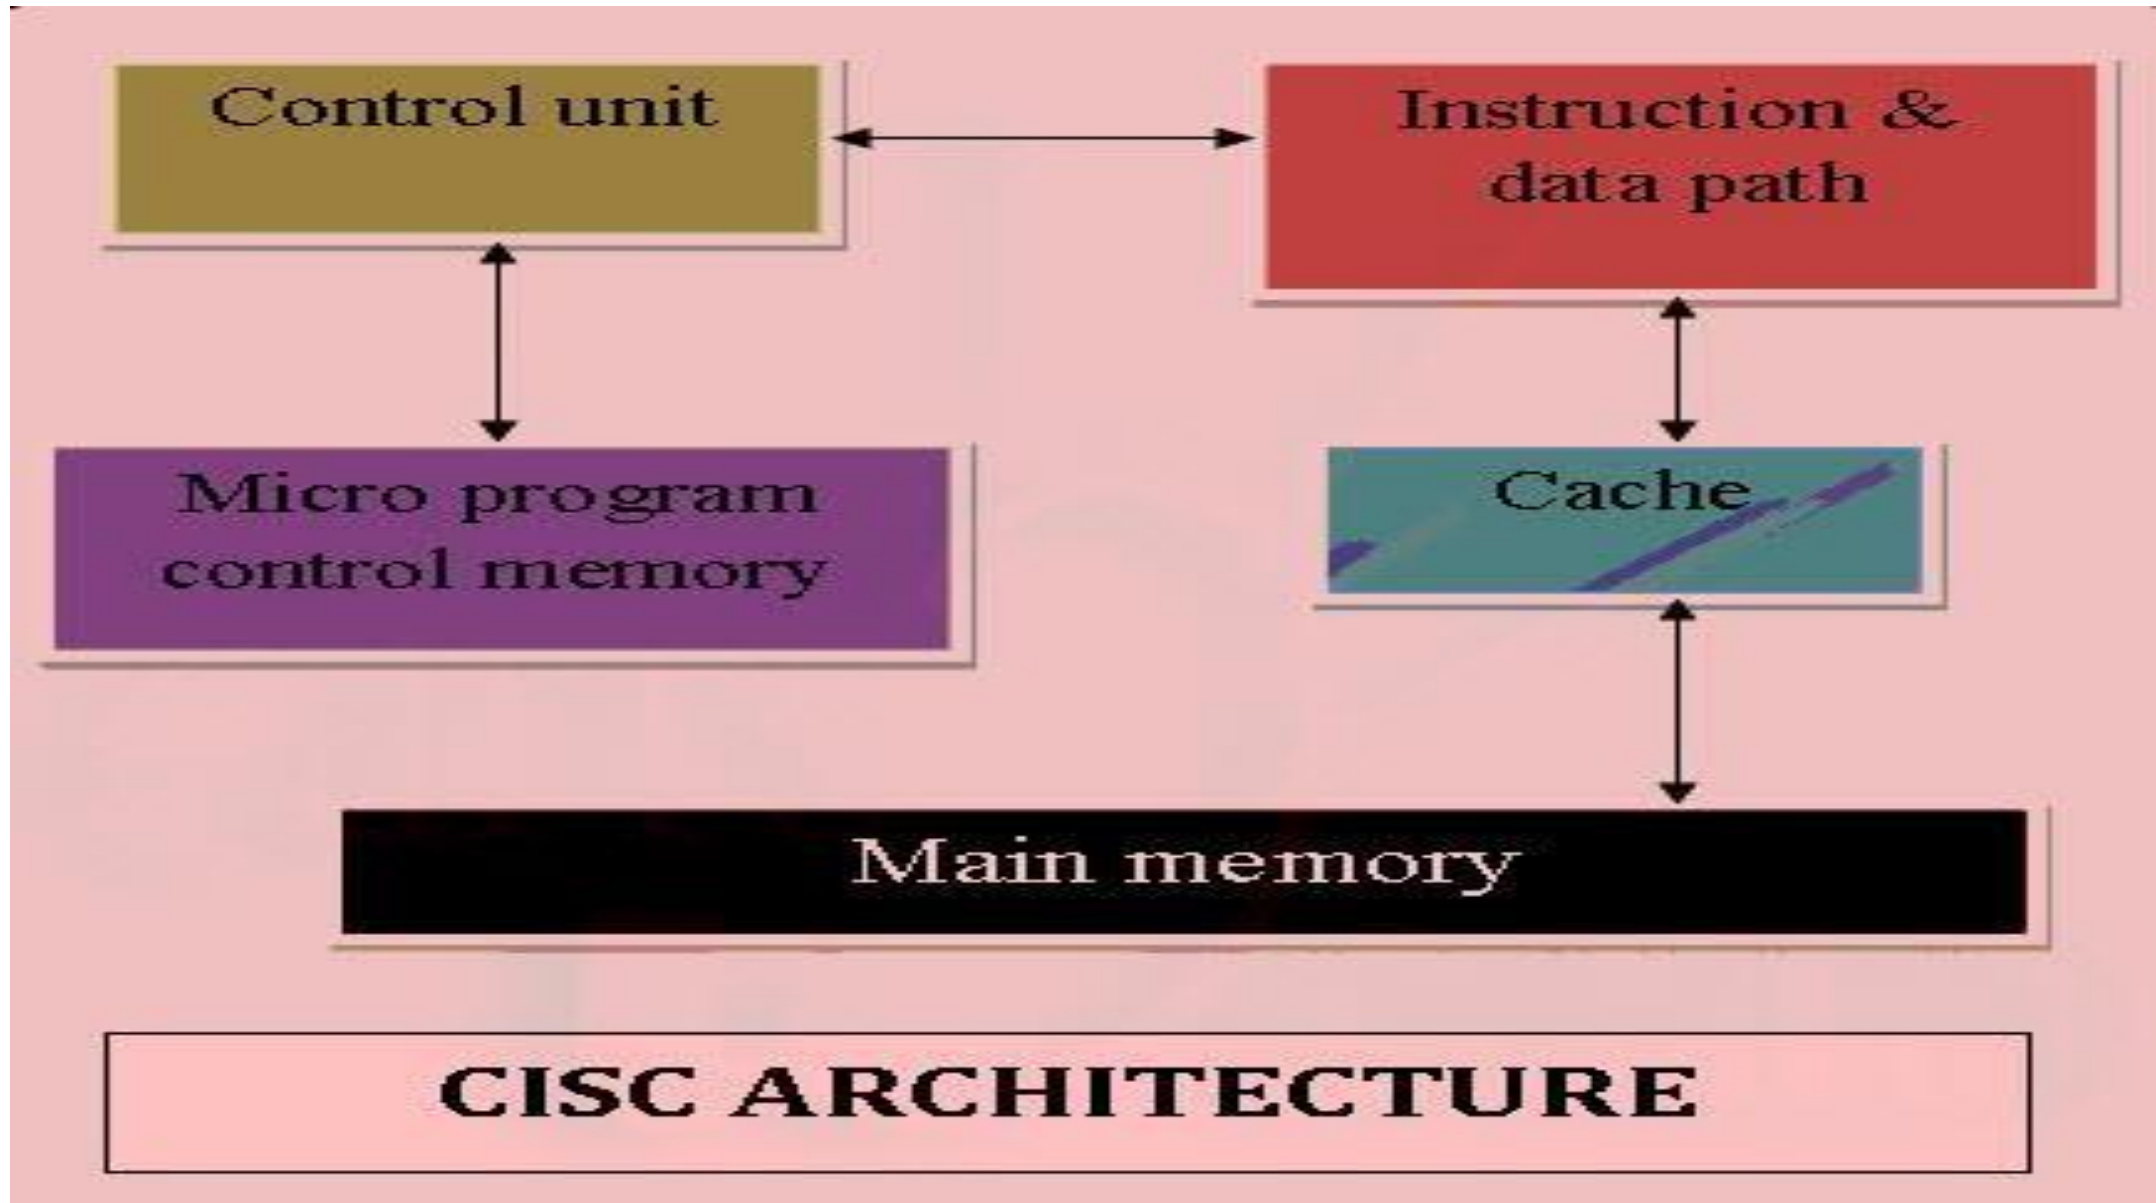 Control unit
Instruction &
data path
Micro program
control memory
Cache
Main memory
CISC ARCHITECTURE